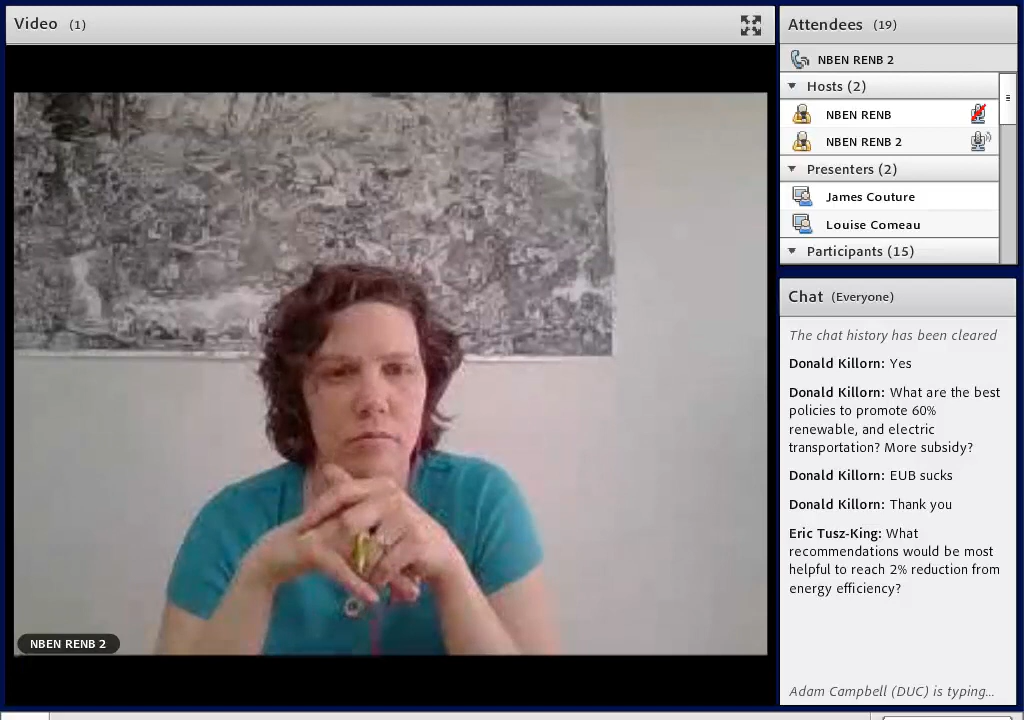 Video (1)
NBEN RENB 2
Attendees (19)
NBEN RENB 2
Hosts (2)
NBEN RENB
NBEN RENB 2
Presenters (2)
James Couture
Louise Comeau
Participants (15)
Chat (Everyone)
The chat history has been cleared
Donald Killorn: Yes
Donald Killorn: What are the best
policies to promote 60%
renewable, and electric
transportation? More subsidy?
Donald Killorn: EUB sucks
Donald Killorn: Thank you
Eric Tusz-King: What
recommendations would be most
helpful to reach 2% reduction from
energy efficiency?
Adam Campbell (DUC) is typing...